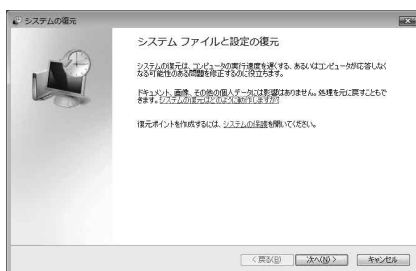 システムの復元
システム ファイルと設定の復元
システムの復元は、コンピュータの実行速度を遅くする、あるいはコンピュータが応答しなく
なる可能性のある問題を修正するのに役立ちます。
ドキュメント、画像、その他の個人データには影響はありません。処理を元に戻すこともで
きます。システムの復元はどのように動作しますか?
復元ポイントを作成するには、システムの保護を開いてください。
< 戻る(B)
次へ(N) >
キャンセル